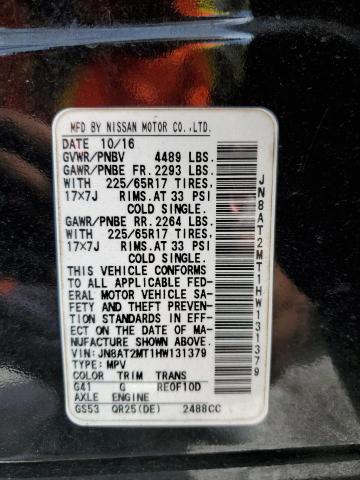 MFD BY NISSAN MOTOR CO.,LTD.
DATE 10/16
GVWR/PNBV 4489 LBS.
GAWRE/PNBE FR. 2293 LBS.
WITH 225/65R17 TIRES.
17x7J RIMS.AT 33 PSI
COLD SINGLE.
GAWR/PNBE RR. 2264 LBS.
WITH 225/65R17 TIRES.
17x7J RIMS.AT 33 PSI
COLD SINGLE.
THIS VEHICLE CONFORMS
TO ALL APPLICABLE FED-
ERAL MOTOR VEHICLE SA-
FETY AND THEFT PREVEN-
TION STANDARDS IN EFF-
ECT ON THE DATE OF MA-
NUFACTURE SHOWN ABOVE.
VIN:JN8AT2MT1HW131379
TYPE:MPV
COLOR TRIM TRANS
G41 G RE0F10D
AXLE ENGINE
GS53 QR25(DE) 2488CC
JN8AT2MT1HW131379